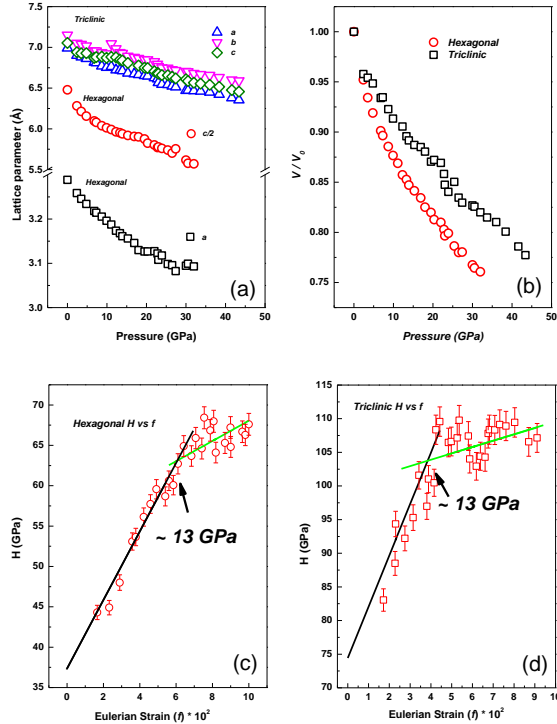 Triclinic
a
b
c
Hexagonal
c/2
Hexagonal
a
7.5
7.0
6.5
6.0
5.5
3.2
3.0
Lattice parameter (Å)
0 10 20 30 40 50
Pressure (GPa)
(a)
Hexagonal
Triclinic
1.00
0.95
0.90
0.85
0.80
0.75
V / V0
0 10 20 30 40 50
Pressure (GPa)
(b)
Hexagonal H vs f
75
70
65
60
55
50
45
40
35
H (GPa)
~ 13 GPa
0 2 4 6 8 10
Eulerian Strain (f) * 10²
(c)
Triclinic H vs f
115
110
105
100
95
90
85
80
75
70
65
H (GPa)
~ 13 GPa
0 1 2 3 4 5 6 7 8 9 10
Eulerian Strain (f) * 10²
(d)